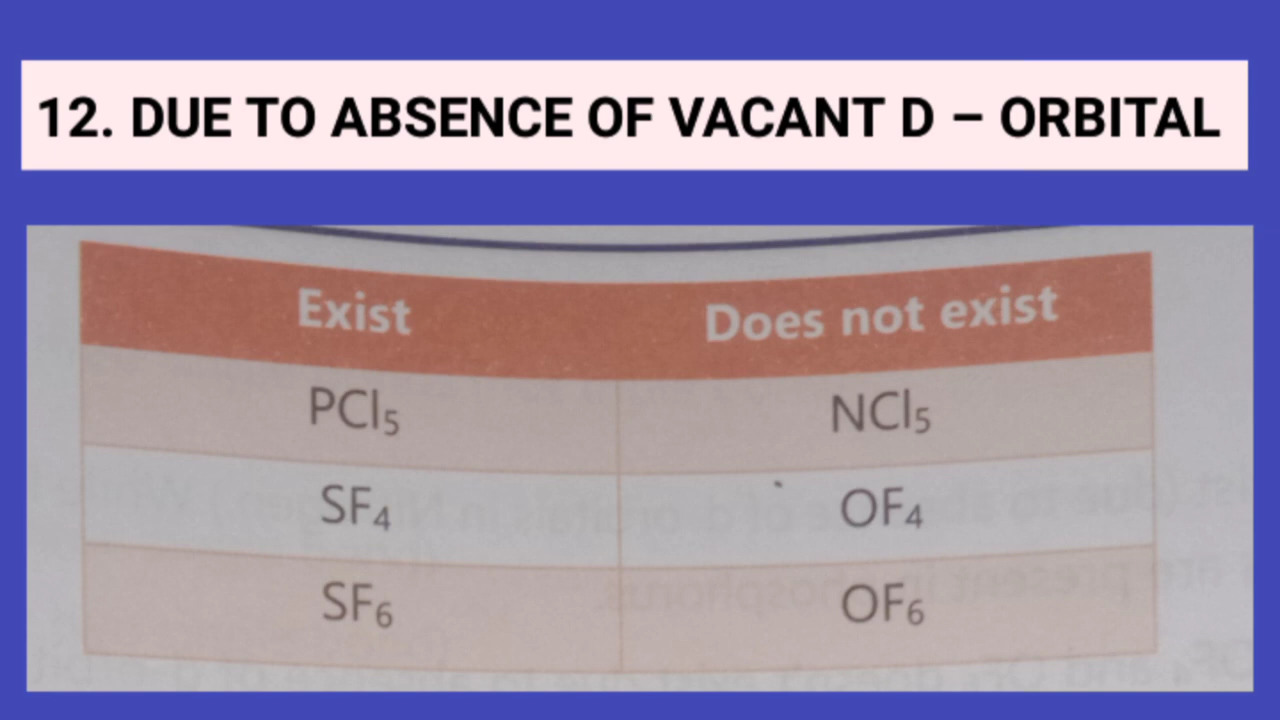 12. DUE TO ABSENCE OF VACANT D – ORBITAL
Exist Does not exist
PCl₅ NCl₅
SF₄ OF₄
SF₆ OF₆